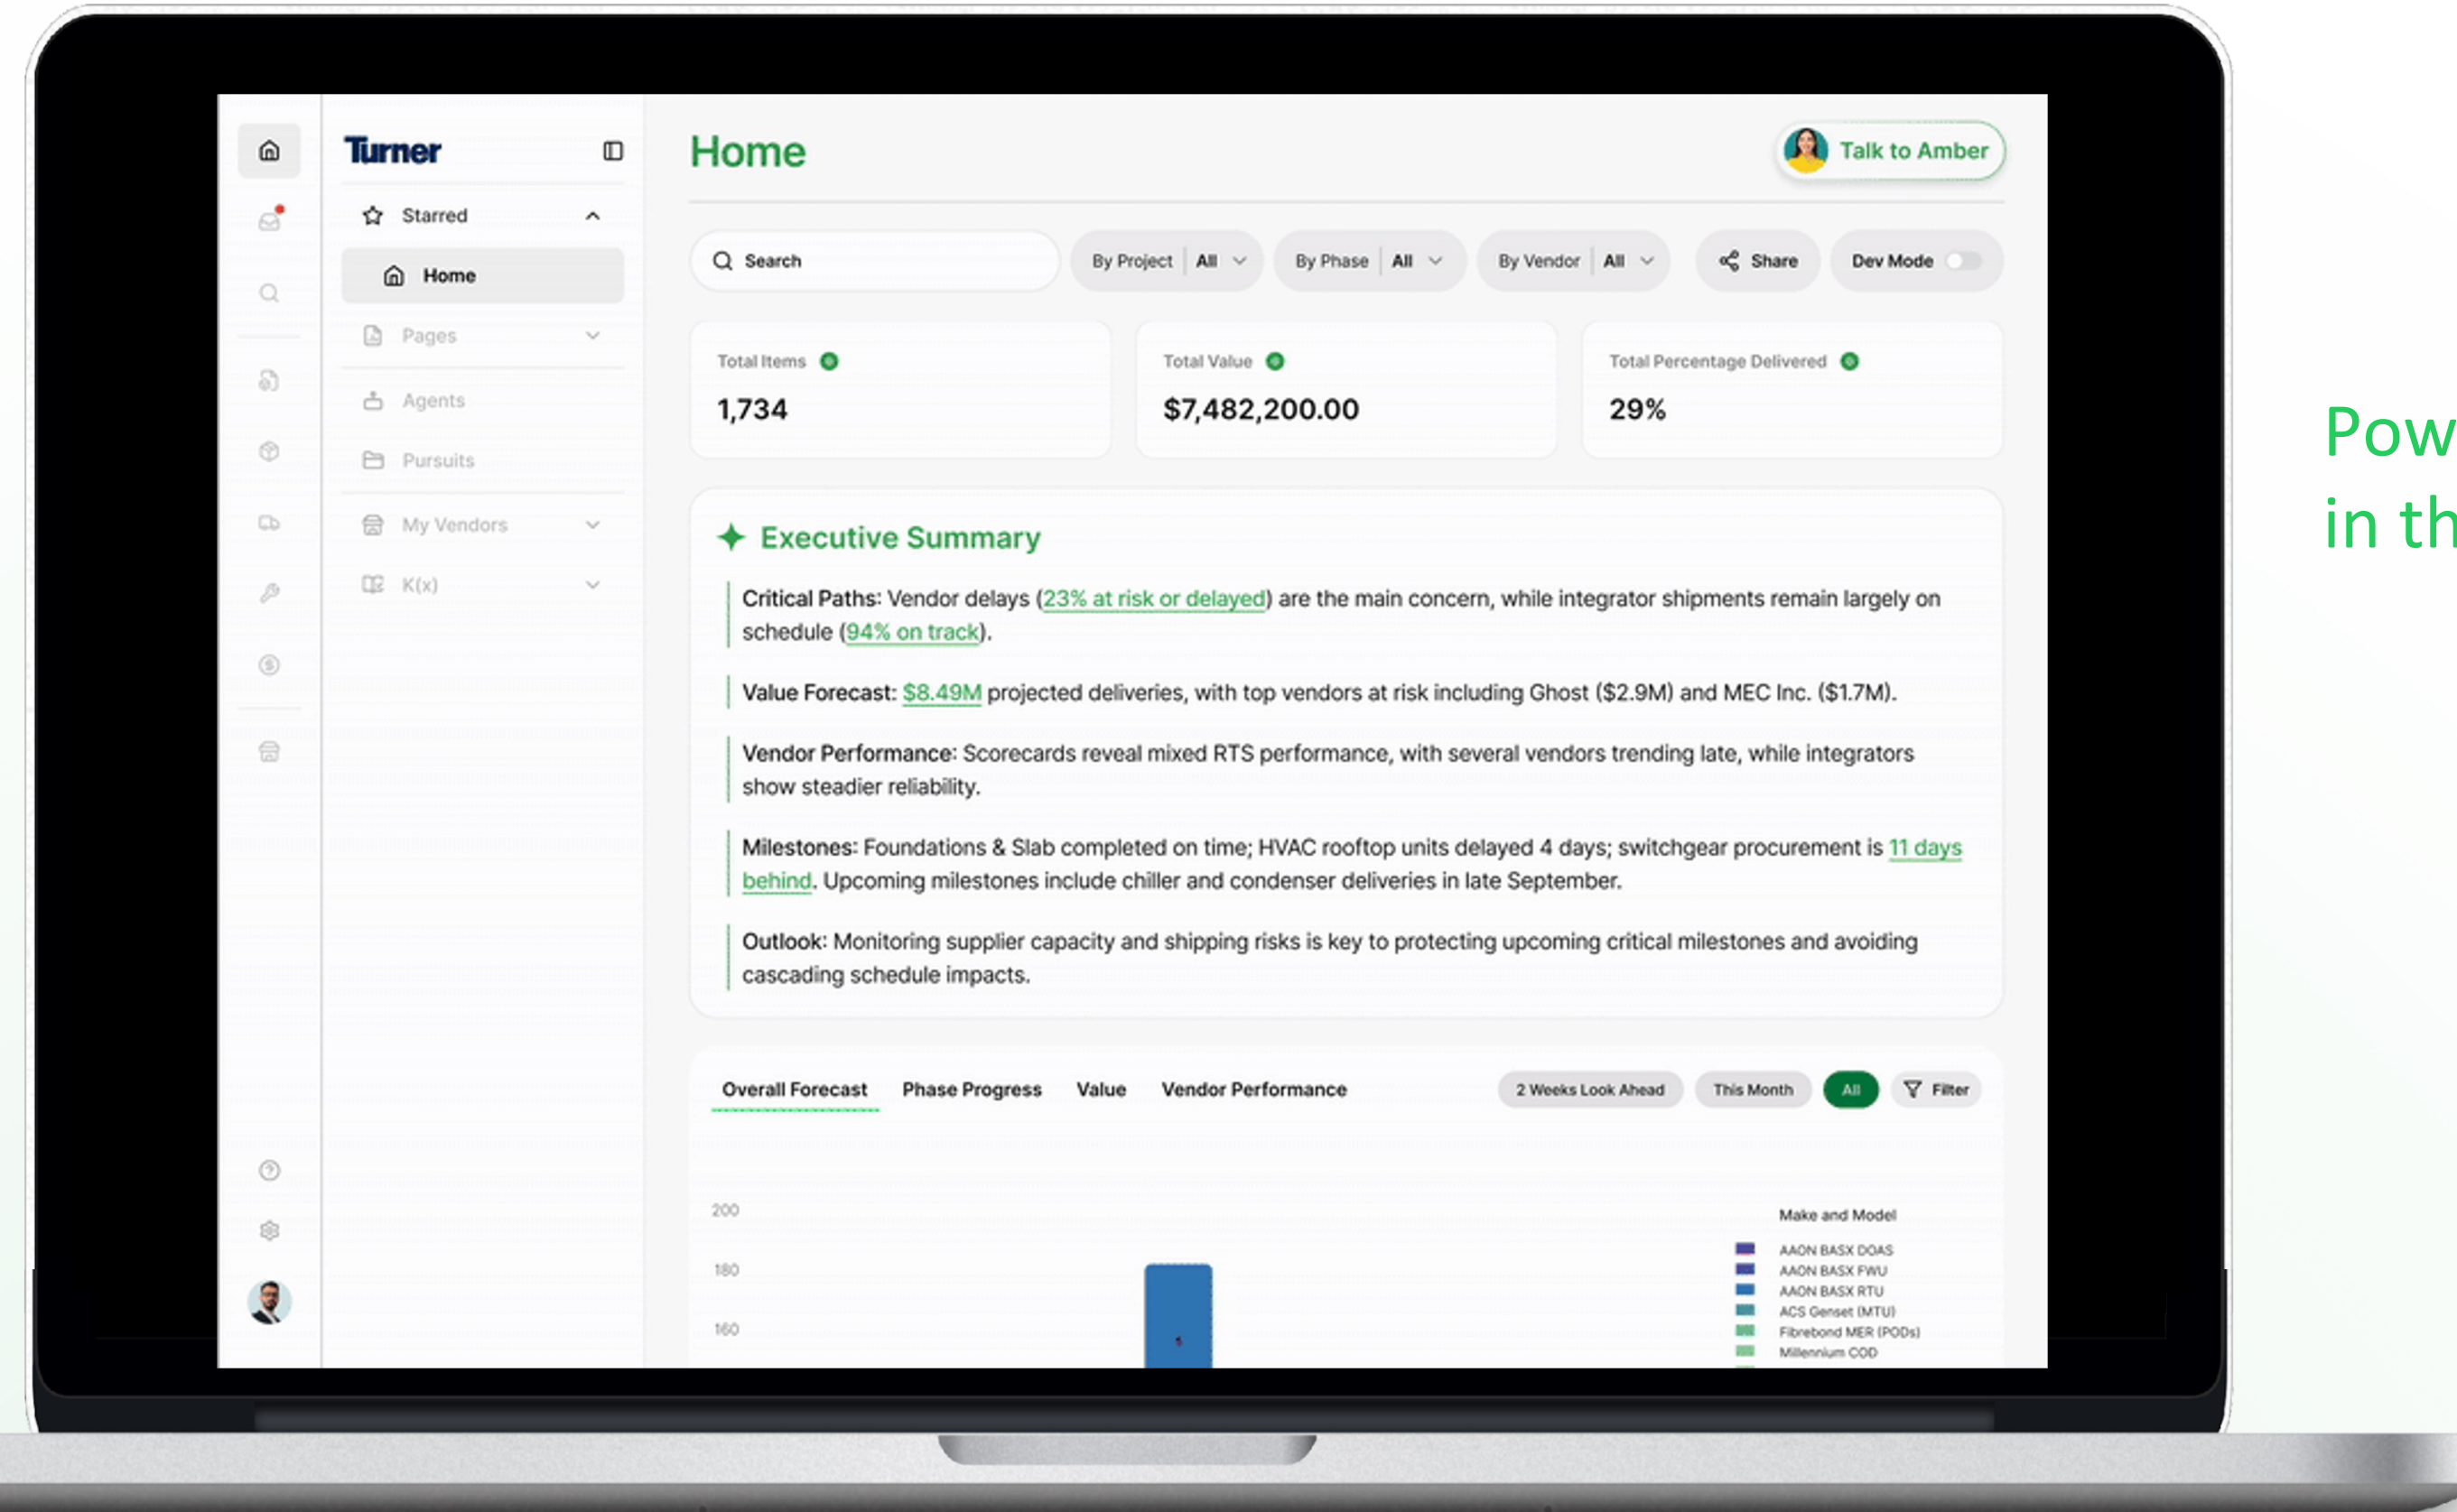 Turner
Starred
Home
Pages
Agents
Pursuits
My Vendors
K(x)
Home
Talk to Amber
Search
By Project All
By Phase All
By Vendor All
Share
Dev Mode
Total Items
1,734
Total Value
$7,482,200.00
Total Percentage Delivered
29%
Executive Summary
Critical Paths: Vendor delays (23% at risk or delayed) are the main concern, while integrator shipments remain largely on
schedule (94% on track).
Value Forecast: $8.49M projected deliveries, with top vendors at risk including Ghost ($2.9M) and MEC Inc. ($1.7M).
Vendor Performance: Scorecards reveal mixed RTS performance, with several vendors trending late, while integrators
show steadier reliability.
Milestones: Foundations & Slab completed on time; HVAC rooftop units delayed 4 days; switchgear procurement is 11 days
behind. Upcoming milestones include chiller and condenser deliveries in late September.
Outlook: Monitoring supplier capacity and shipping risks is key to protecting upcoming critical milestones and avoiding
cascading schedule impacts.
Overall Forecast Phase Progress Value Vendor Performance
2 Weeks Look Ahead This Month All Filter
200
180
160
Make and Model
AAON BASX DOAS
AAON BASX FWU
AAON BASX RTU
ACS Genset (MTU)
Fibrebond MER (PODs)
Millennium COD
Pow
in th